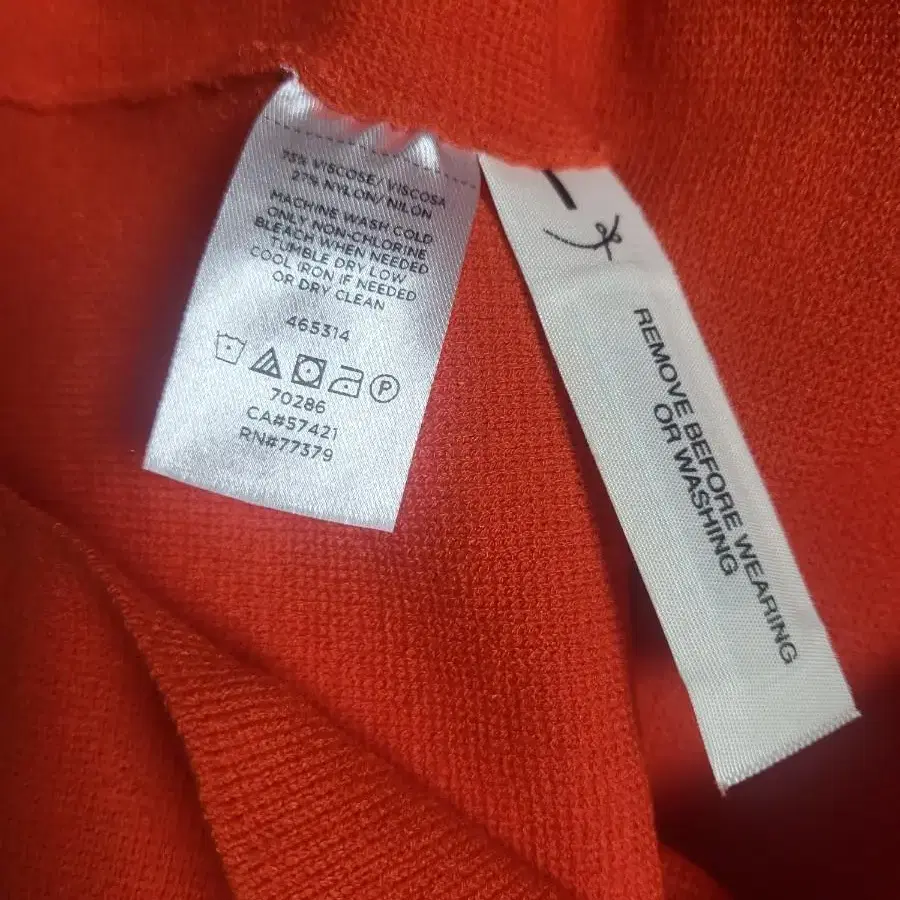 73% VISCOSE/ VISCOSA
27% NYLON/ NILÓN
MACHINE WASH COLD
ONLY NON-CHLORINE
BLEACH WHEN NEEDED
TUMBLE DRY LOW
COOL IRON IF NEEDED
OR DRY CLEAN
465314
P
70286
CA#57421
RN#77379
REMOVE BEFORE WEARING
OR WASHING